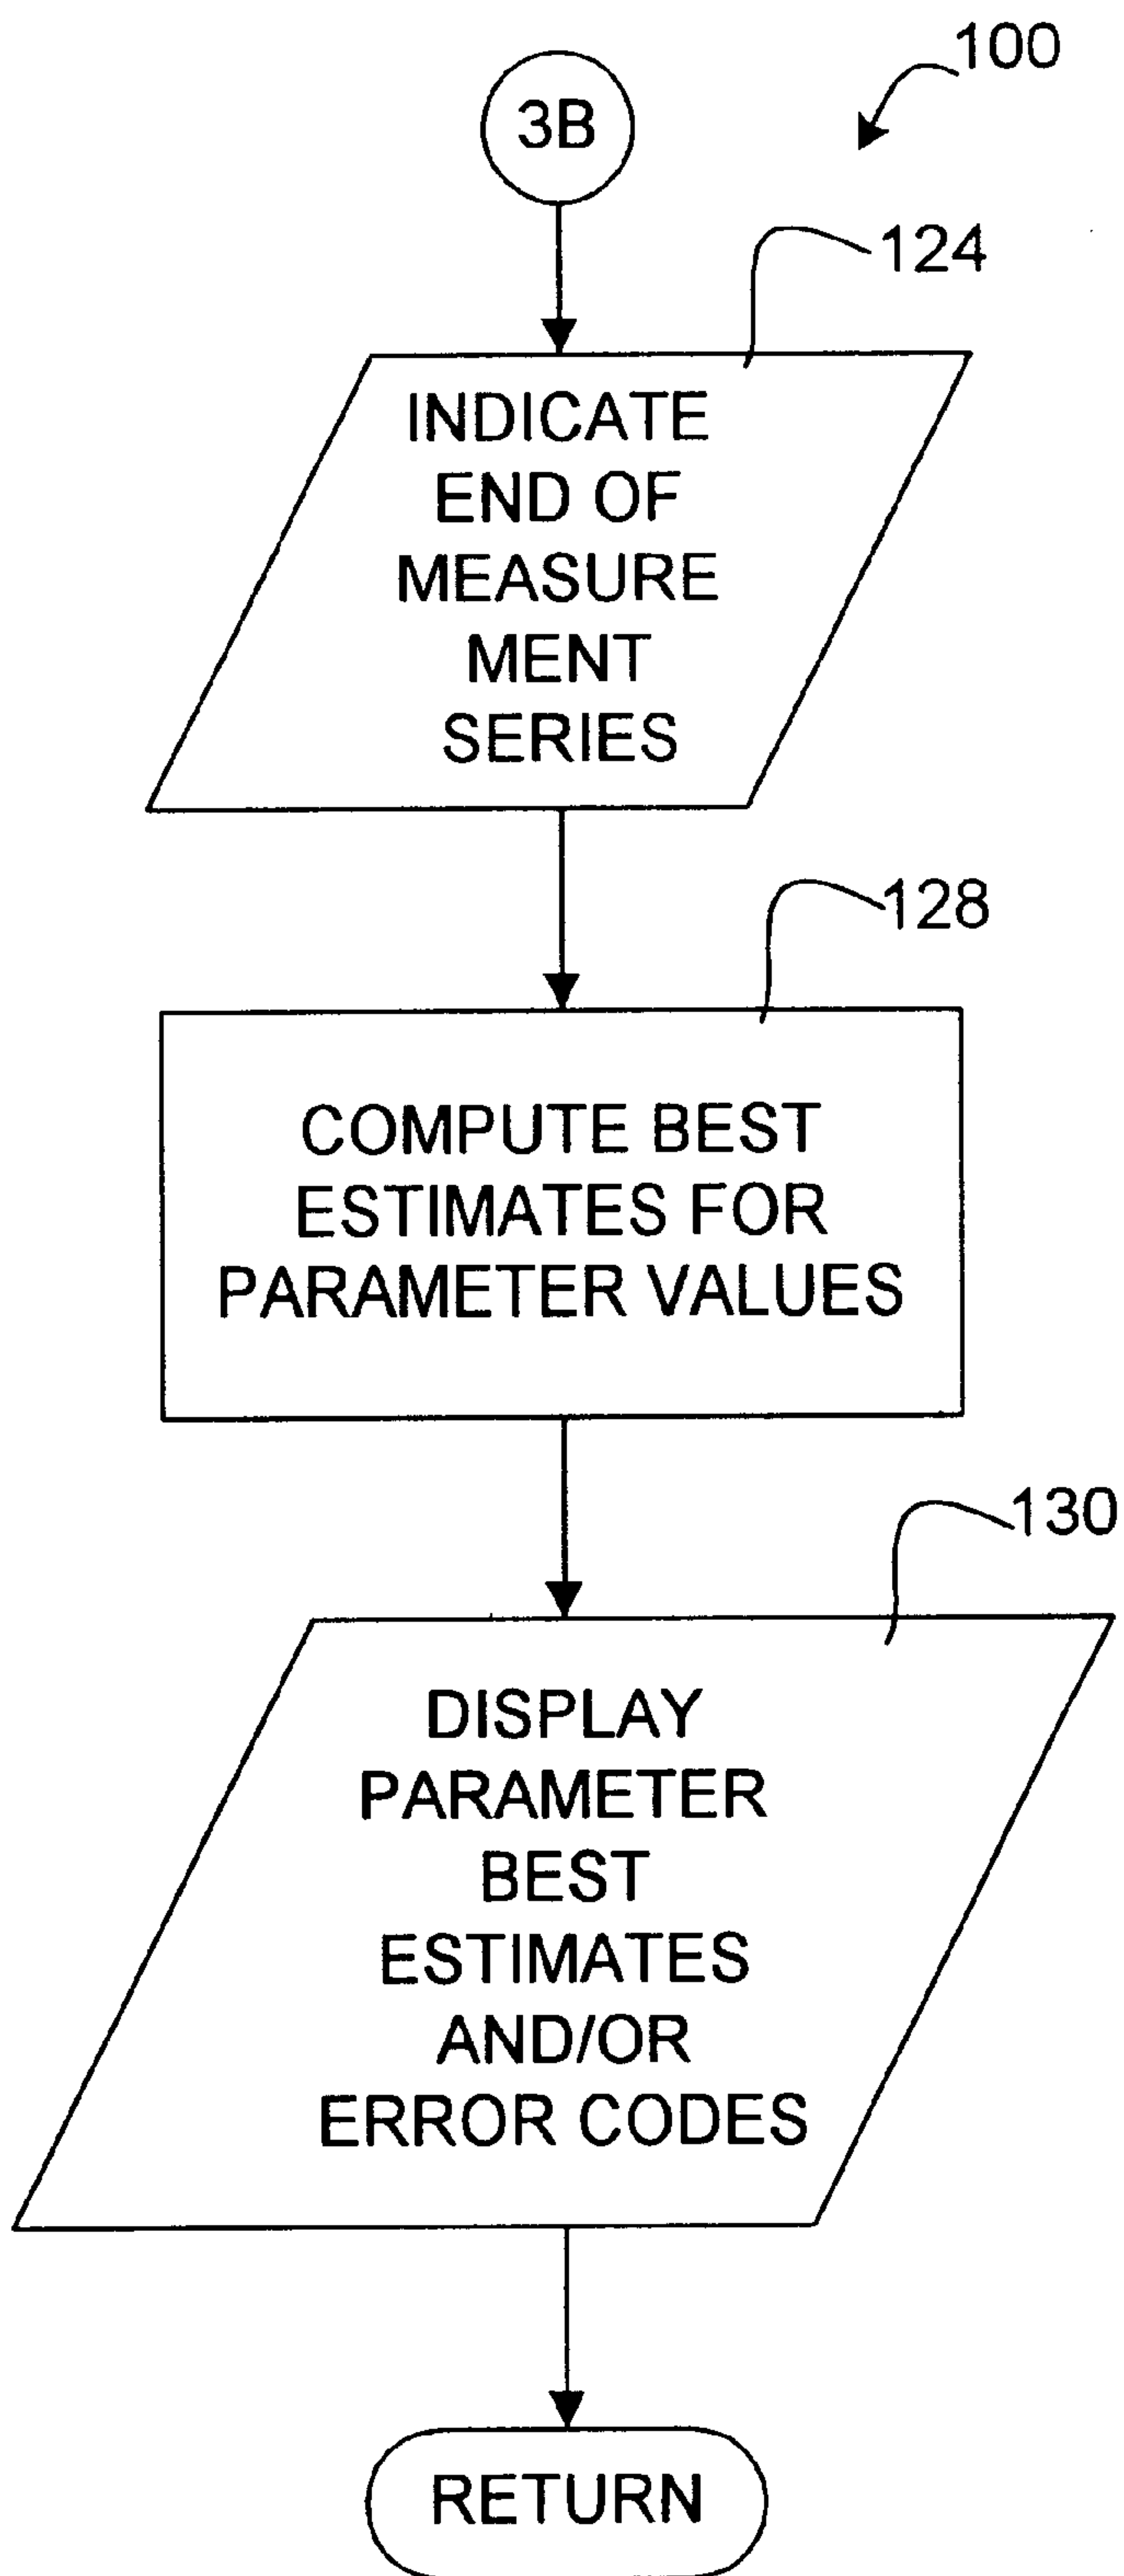 100
3B
124
INDICATE
END OF
MEASURE
MENT
SERIES
128
COMPUTE BEST
ESTIMATES FOR
PARAMETER VALUES
130
DISPLAY
PARAMETER
BEST
ESTIMATES
AND/OR
ERROR CODES
RETURN